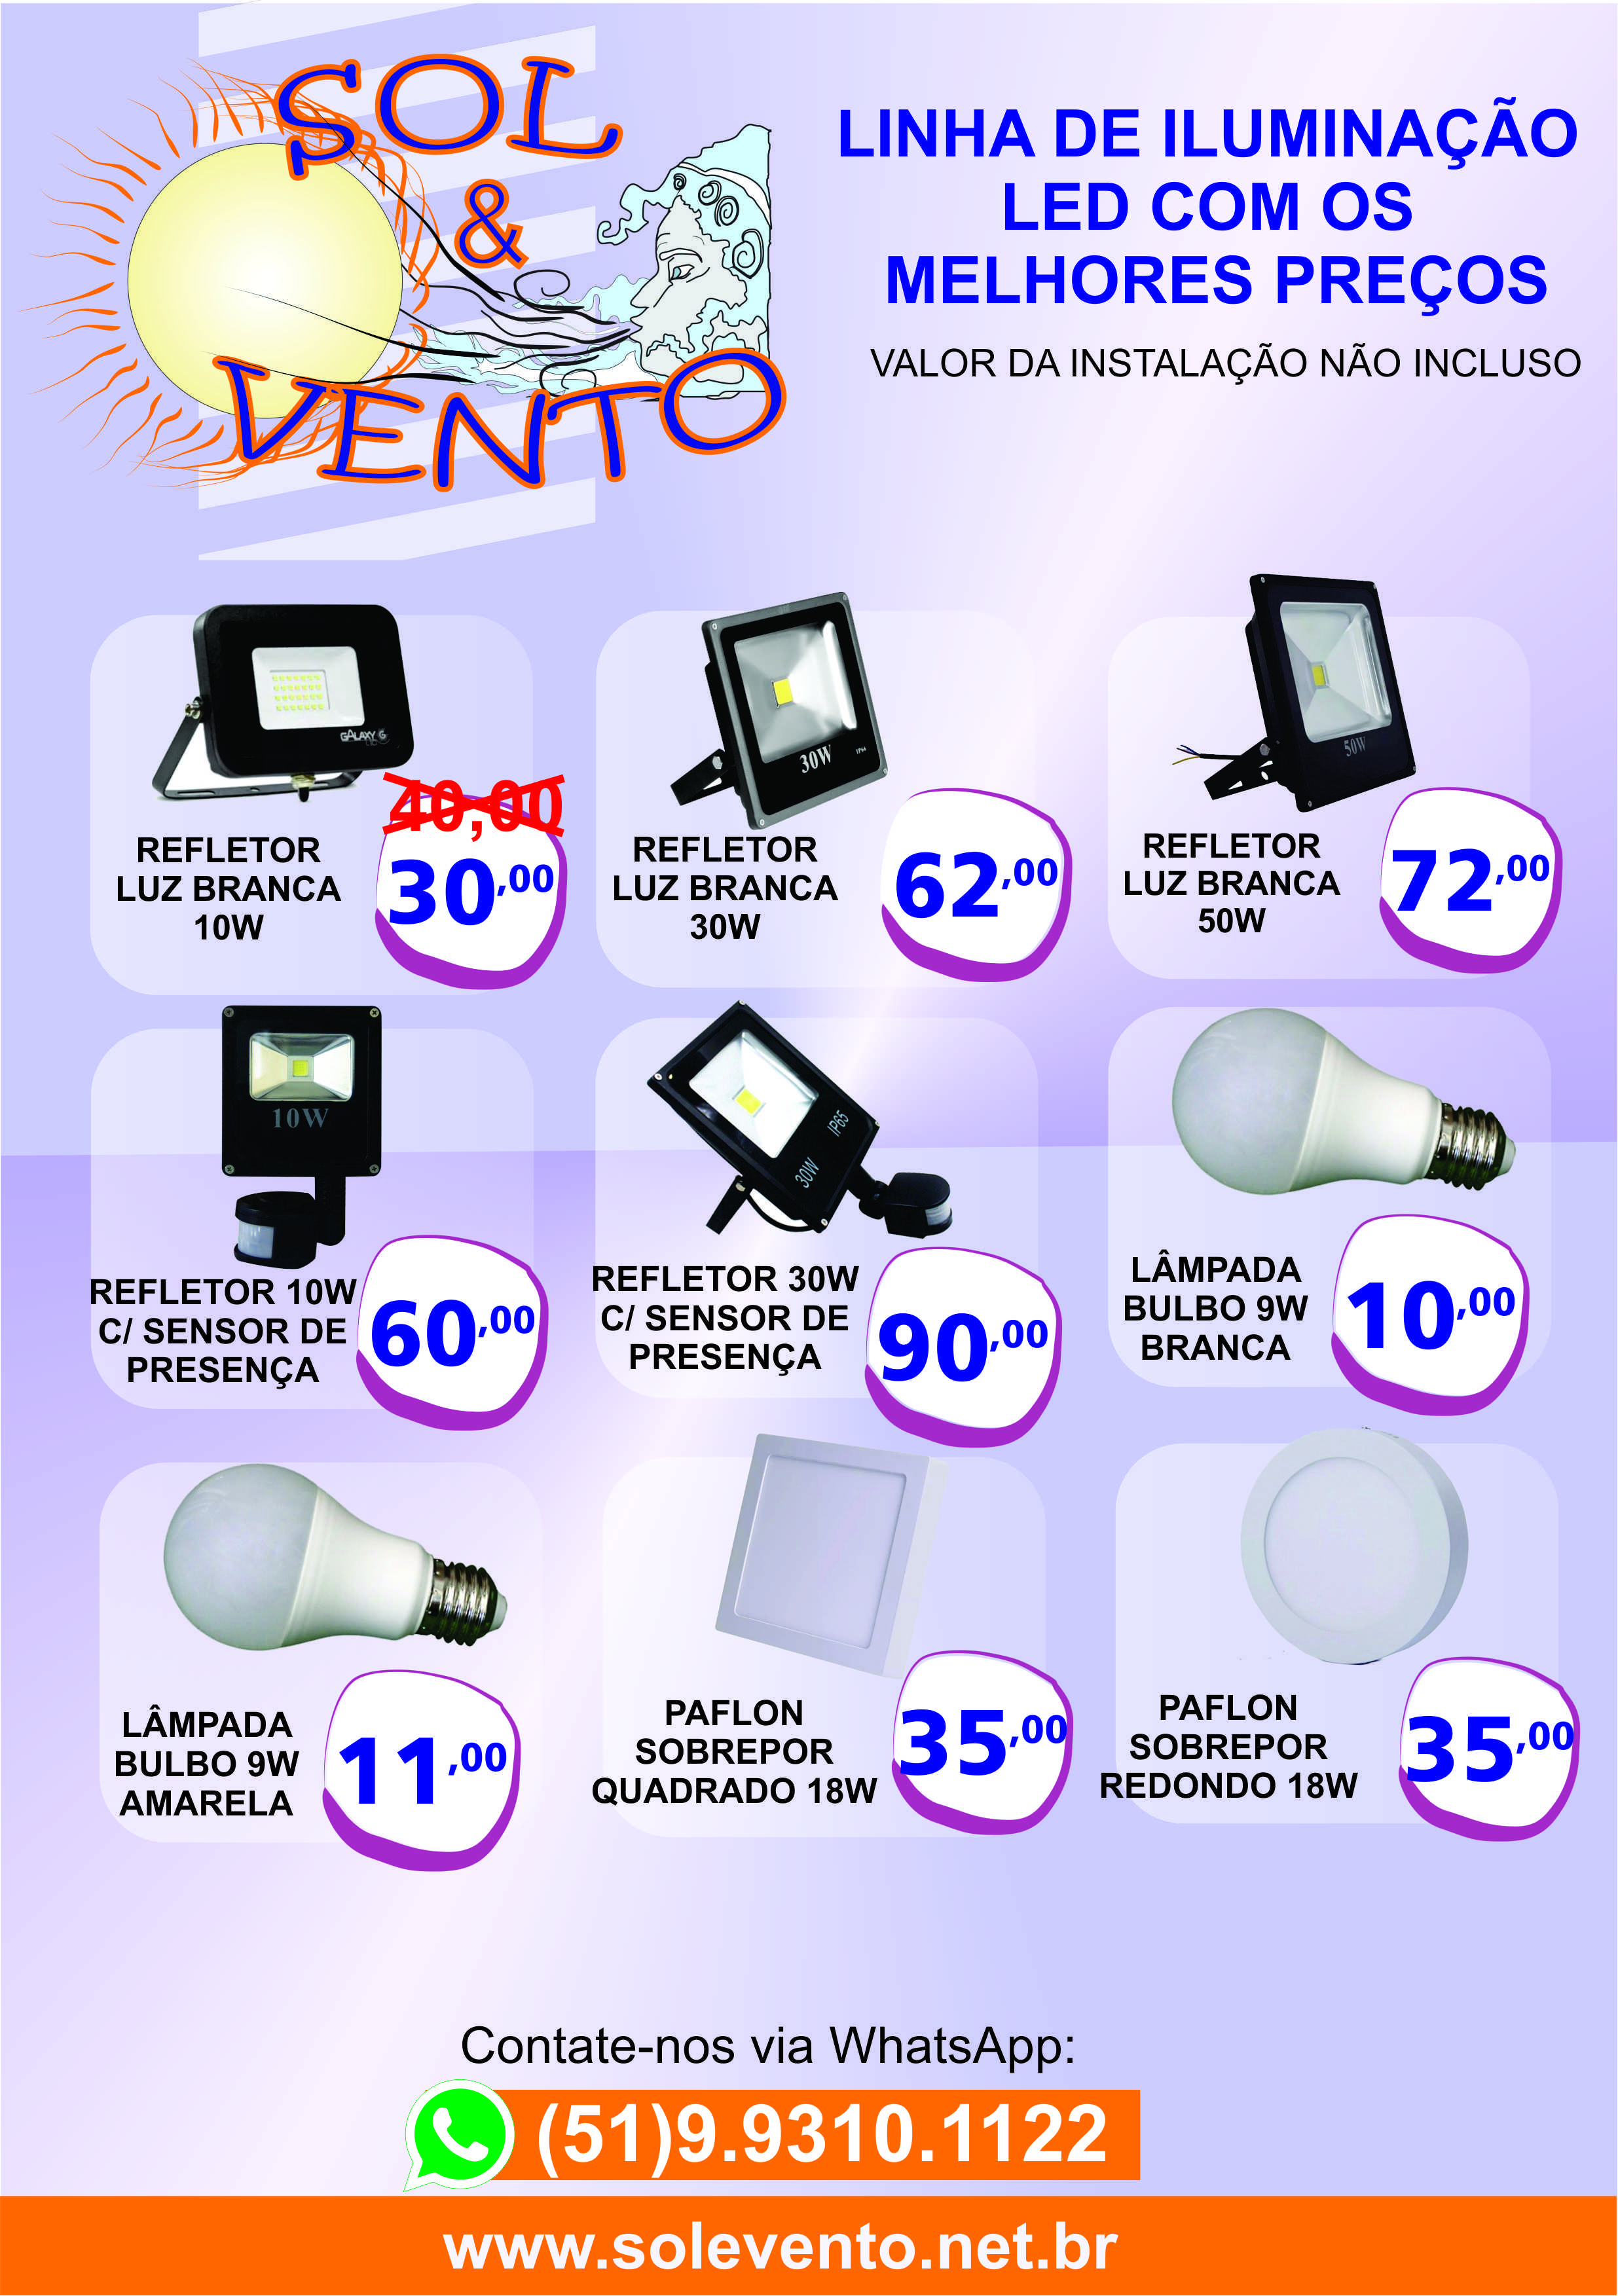 SOL
&
VENTO
LINHA DE ILUMINAÇÃO
LED COM OS
MELHORES PREÇOS
VALOR DA INSTALAÇÃO NÃO INCLUSO
GALAXY
40,00
REFLETOR
LUZ BRANCA
10W
30,00
30W
IP66
REFLETOR
LUZ BRANCA
30W
62,00
50W
REFLETOR
LUZ BRANCA
50W
72,00
10W
REFLETOR 10W
C/ SENSOR DE
PRESENÇA
60,00
30W
IP65
REFLETOR 30W
C/ SENSOR DE
PRESENÇA
90,00
LÂMPADA
BULBO 9W
BRANCA
10,00
LÂMPADA
BULBO 9W
AMARELA
11,00
PAFLON
SOBREPOR
QUADRADO 18W
35,00
PAFLON
SOBREPOR
REDONDO 18W
35,00
Contate-nos via WhatsApp:
(51)9.9310.1122
www.solevento.net.br